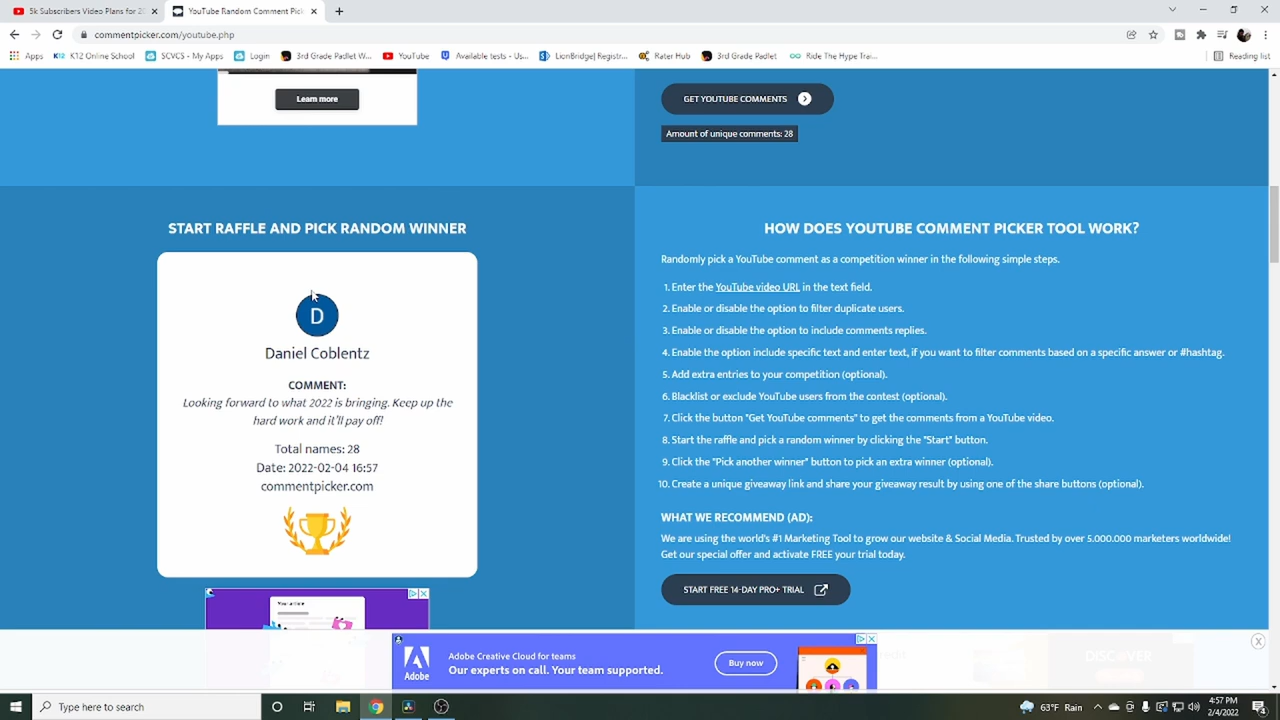 5k Subscribers Video Plans for 20
YouTube Random Comment Pic
commentpicker.com/youtube.php
Apps
K12 K12 Online School
SCVCS - My Apps
Login
3rd Grade Padlet W...
YouTube
Available tests - Us...
LionBridge| Registr...
Rater Hub
3rd Grade Padlet
Ride The Hype Trai...
Reading list
Learn more
GET YOUTUBE COMMENTS
Amount of unique comments: 28
START RAFFLE AND PICK RANDOM WINNER
D
Daniel Coblentz
COMMENT:
Looking forward to what 2022 is bringing. Keep up the
hard work and it'll pay off!
Total names: 28
Date: 2022-02-04 16:57
commentpicker.com
HOW DOES YOUTUBE COMMENT PICKER TOOL WORK?
Randomly pick a YouTube comment as a competition winner in the following simple steps.
1. Enter the YouTube video URL in the text field.
2. Enable or disable the option to filter duplicate users.
3. Enable or disable the option to include comments replies.
4. Enable the option include specific text and enter text, if you want to filter comments based on a specific answer or #hashtag.
5. Add extra entries to your competition (optional).
6. Blacklist or exclude YouTube users from the contest (optional).
7. Click the button "Get YouTube comments" to get the comments from a YouTube video.
8. Start the raffle and pick a random winner by clicking the "Start" button.
9. Click the "Pick another winner" button to pick an extra winner (optional).
10. Create a unique giveaway link and share your giveaway result by using one of the share buttons (optional).
WHAT WE RECOMMEND (AD):
We are using the world's #1 Marketing Tool to grow our website & Social Media. Trusted by over 5.000.000 marketers worldwide!
Get our special offer and activate FREE your trial today.
START FREE 14-DAY PRO+ TRIAL
Adobe
Adobe Creative Cloud for teams
Our experts on call. Your team supported.
Buy now
DISCOVER
X
Type here to search
63°F Rain
4:57 PM
2/4/2022